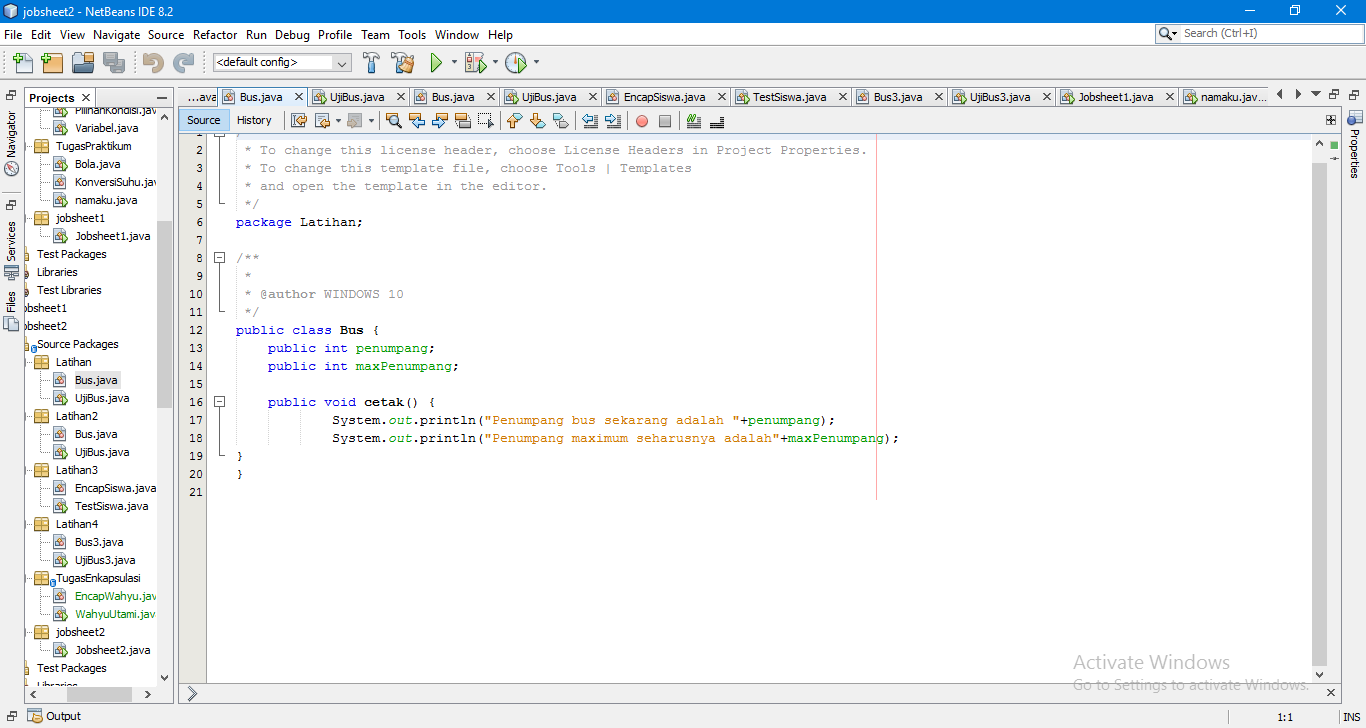 jobsheet2 - NetBeans IDE 8.2
File Edit View Navigate Source Refactor Run Debug Profile Team Tools Window Help
Search (Ctrl+I)
<default config>
Projects
...ava Bus.java UjiBus.java Bus.java UjiBus.java EncapSiswa.java TestSiswa.java Bus3.java UjiBus3.java Jobsheet1.java namaku.jav...
Source History
Navigator
Services
Files
Properties
PilihanKondisi.jav
Variabel.java
TugasPraktikum
Bola.java
KonversiSuhu.jav
namaku.java
jobsheet1
Jobsheet1.java
Test Packages
Libraries
Test Libraries
obsheet1
obsheet2
Source Packages
Latihan
Bus.java
UjiBus.java
Latihan2
Bus.java
UjiBus.java
Latihan3
EncapSiswa.java
TestSiswa.java
Latihan4
Bus3.java
UjiBus3.java
TugasEnkapsulasi
EncapWahyu.jav
WahyuUtami.jav
jobsheet2
Jobsheet2.java
Test Packages
Libraries
2 * To change this license header, choose License Headers in Project Properties.
3 * To change this template file, choose Tools | Templates
4 * and open the template in the editor.
5 */
6 package Latihan;
7
8 /**
9 *
10 * @author WINDOWS 10
11 */
12 public class Bus {
13 public int penumpang;
14 public int maxPenumpang;
15
16 public void cetak() {
17 System.out.println("Penumpang bus sekarang adalah "+penumpang);
18 System.out.println("Penumpang maximum seharusnya adalah"+maxPenumpang);
19 }
20 }
21
Activate Windows
Go to Settings to activate Windows.
Output
1:1 INS